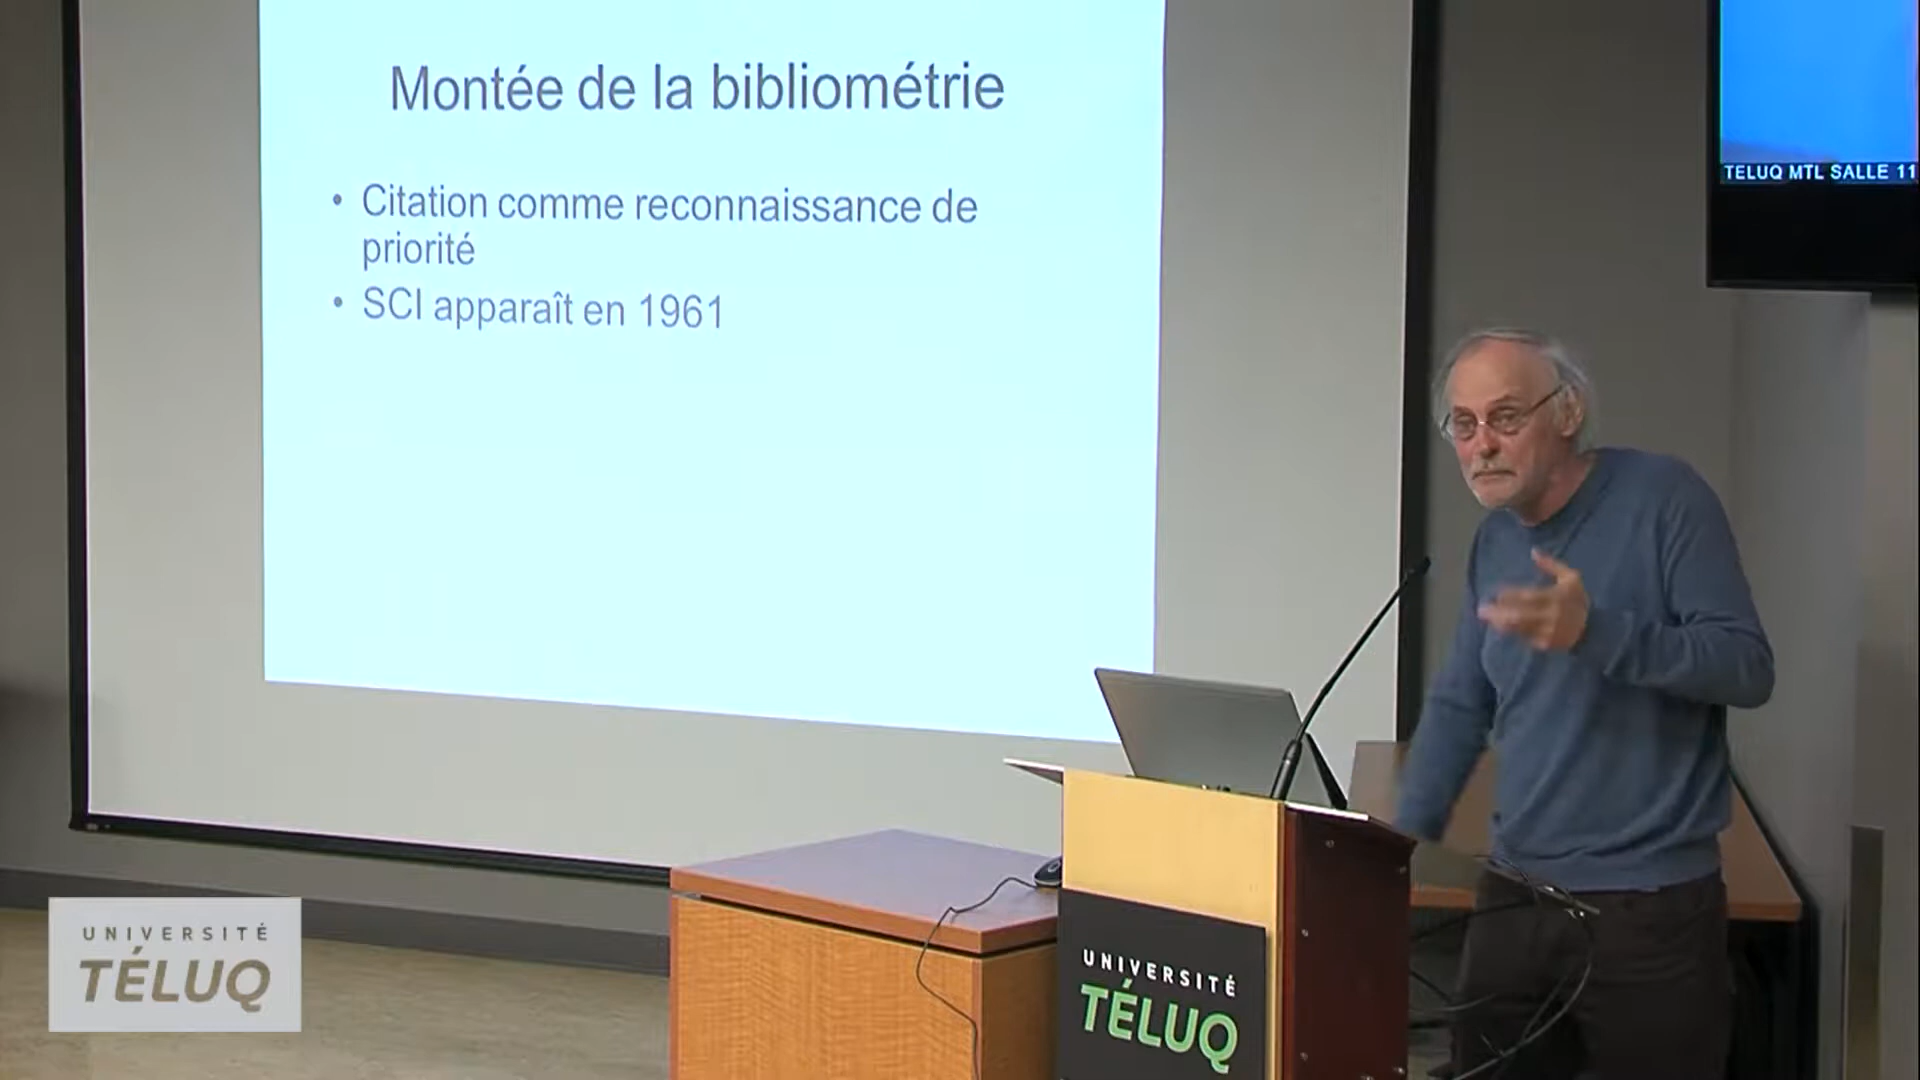 Montée de la bibliométrie
• Citation comme reconnaissance de
priorité
• SCI apparaît en 1961
TELUQ MTL SALLE 11
UNIVERSITÉ
TÉLUQ
UNIVERSITÉ
TÉLUQ